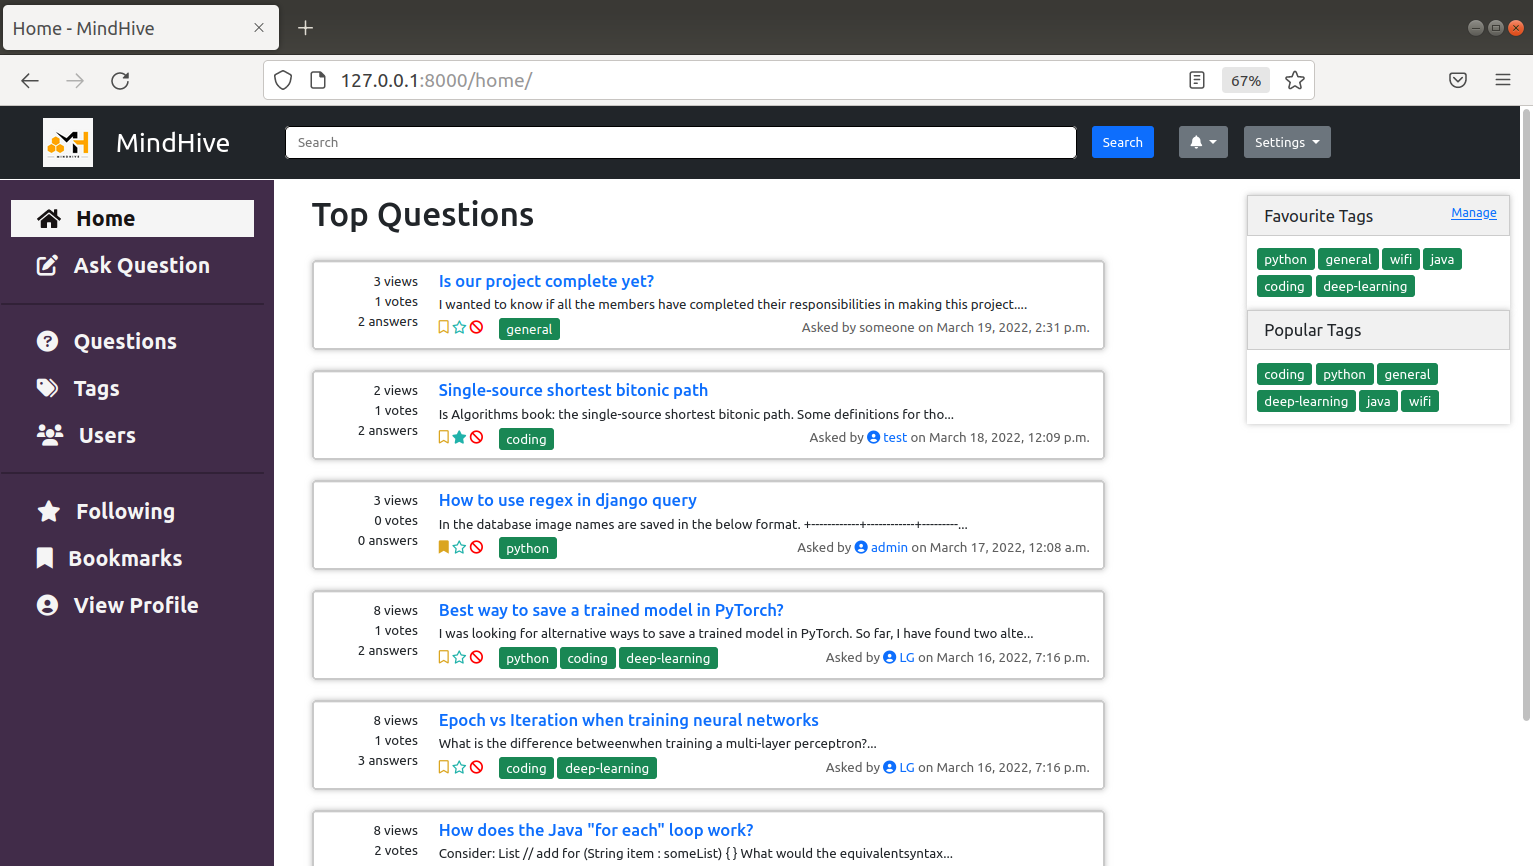 Home - MindHive
127.0.0.1:8000/home/
67%
MINDHIVE
MindHive
Search
Search
Settings
Home
Ask Question
Questions
Tags
Users
Following
Bookmarks
View Profile
Top Questions
3 views
1 votes
2 answers
Is our project complete yet?
I wanted to know if all the members have completed their responsibilities in making this project....
general
Asked by someone on March 19, 2022, 2:31 p.m.
2 views
1 votes
2 answers
Single-source shortest bitonic path
Is Algorithms book: the single-source shortest bitonic path. Some definitions for tho...
coding
Asked by test on March 18, 2022, 12:09 p.m.
3 views
0 votes
0 answers
How to use regex in django query
In the database image names are saved in the below format. +------------+------------+---------...
python
Asked by admin on March 17, 2022, 12:08 a.m.
8 views
1 votes
2 answers
Best way to save a trained model in PyTorch?
I was looking for alternative ways to save a trained model in PyTorch. So far, I have found two alte...
python coding deep-learning
Asked by LG on March 16, 2022, 7:16 p.m.
8 views
1 votes
3 answers
Epoch vs Iteration when training neural networks
What is the difference betweenwhen training a multi-layer perceptron?...
coding deep-learning
Asked by LG on March 16, 2022, 7:16 p.m.
8 views
2 votes
How does the Java "for each" loop work?
Consider: List // add for (String item : someList) { } What would the equivalentsyntax...
Favourite Tags
Manage
python general wifi java
coding deep-learning
Popular Tags
coding python general
deep-learning java wifi